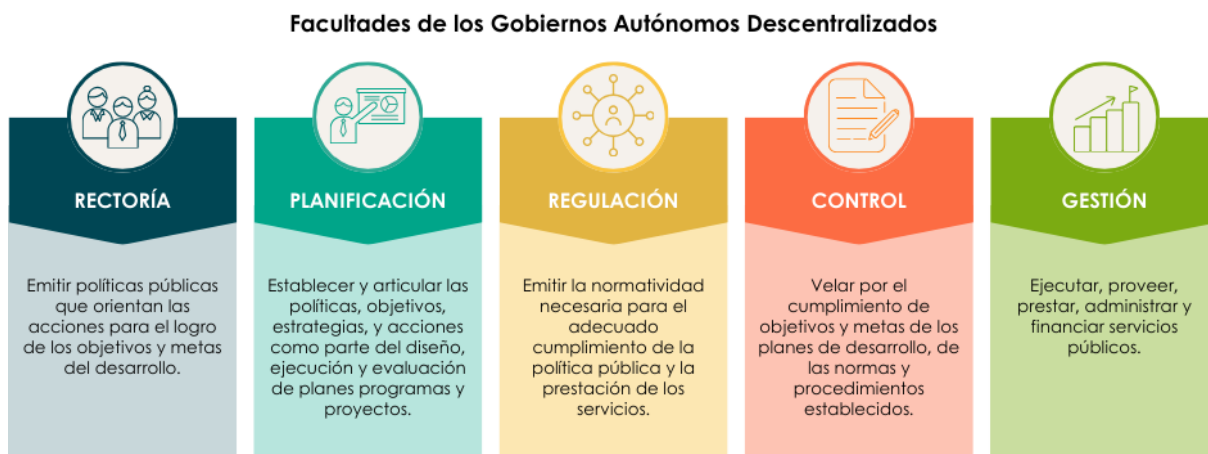 Facultades de los Gobiernos Autónomos Descentralizados
RECTORÍA
Emitir políticas públicas
que orientan las
acciones para el logro
de los objetivos y metas
del desarrollo.
PLANIFICACIÓN
Establecer y articular las
políticas, objetivos,
estrategias, y acciones
como parte del diseño,
ejecución y evaluación
de planes programas y
proyectos.
REGULACIÓN
Emitir la normatividad
necesaria para el
adecuado
cumplimiento de la
política pública y la
prestación de los
servicios.
CONTROL
Velar por el
cumplimiento de
objetivos y metas de los
planes de desarrollo, de
las normas y
procedimientos
establecidos.
GESTIÓN
Ejecutar, proveer,
prestar, administrar y
financiar servicios
públicos.